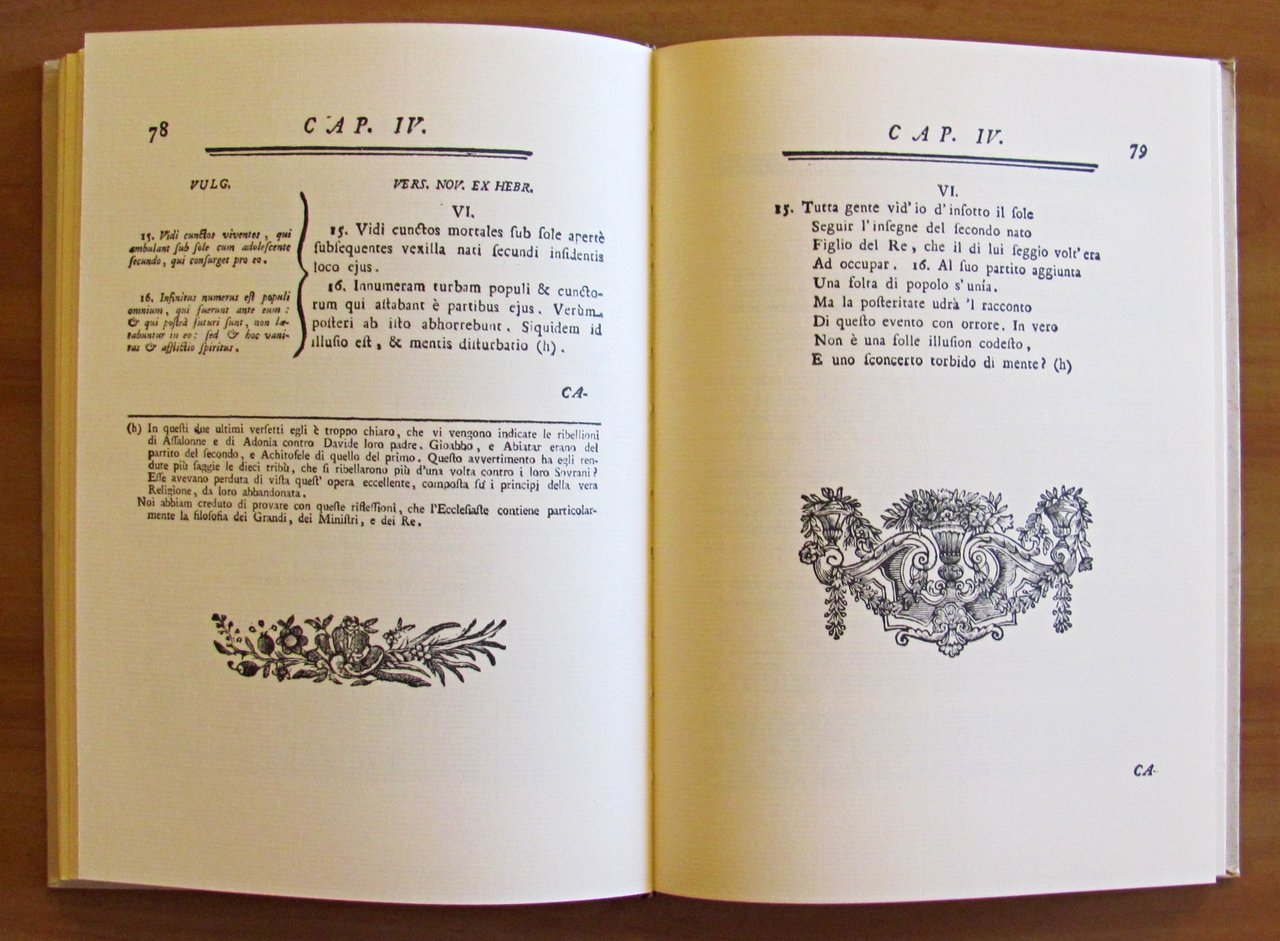 78
CAP. IV.
VULG.
15. Vidi cunctos viventes, qui
ambulant sub sole cum adolescente
secundo, qui consurget pro eo.
16. Infinitus numerus est populi
omnium, qui fuerunt ante eum:
& qui posteà futuri sunt, non læ-
tabuntur in eo: sed & hoc vani-
tas & afflictio spiritus.
VERS. NOV. EX HEBR.
VI.
15. Vidi cunctos mortales sub sole apertè
subsequentes vexilla nati secundi insidentis
loco ejus.
16. Innumeram turbam populi & cuncto-
rum qui astabant è partibus ejus. Verùm
posteri ab isto abhorrebunt. Siquidem id
illusio est, & mentis disturbatio (h).
CA-
(h) In questi due ultimi versetti egli è troppo chiaro, che vi vengono indicate le ribellioni
di Assalonne e di Adonía contro Davide loro padre. Gioabbo, e Abiatar erano del
partito del secondo, e Achitofele di quello del primo. Questo avvertimento ha egli ren-
dute più saggie le dieci tribù, che si ribellarono più d'una volta contro i loro Sovrani?
Esse avevano perduta di vista quest' opera eccellente, composta su' i principj della vera
Religione, da loro abbandonata.
Noi abbiam creduto di provare con queste riflessioni, che l'Ecclesiaste contiene particolar-
mente la filosofia dei Grandi, dei Ministri, e dei Re.
CAP. IV.
79
VI.
15. Tutta gente vid' io d'insotto il sole
Seguir l'insegne del secondo nato
Figlio del Re, che il di lui seggio volt'era
Ad occupar. 16. Al suo partito aggiunta
Una folta di popolo s'unía.
Ma la posteritate udrà 'l racconto
Di questo evento con orrore. In vero
Non è una folle illusion codesto,
E uno sconcerto torbido di mente? (h)
CA-